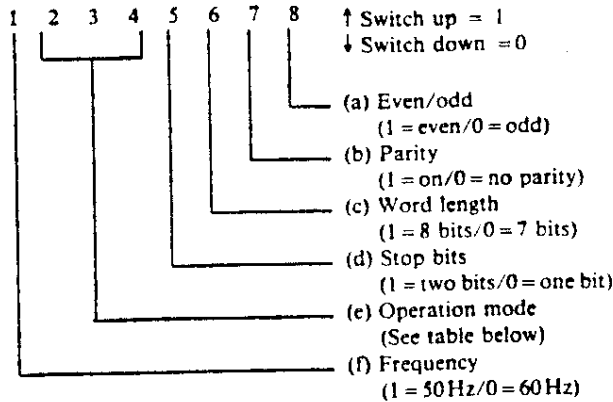 1 2 3 4 5 6 7 8 ↑ Switch up = 1
↓ Switch down = 0
(a) Even/odd
(1 = even/0 = odd)
(b) Parity
(1 = on/0 = no parity)
(c) Word length
(1 = 8 bits/0 = 7 bits)
(d) Stop bits
(1 = two bits/0 = one bit)
(e) Operation mode
(See table below)
(f) Frequency
(1 = 50 Hz/0 = 60 Hz)